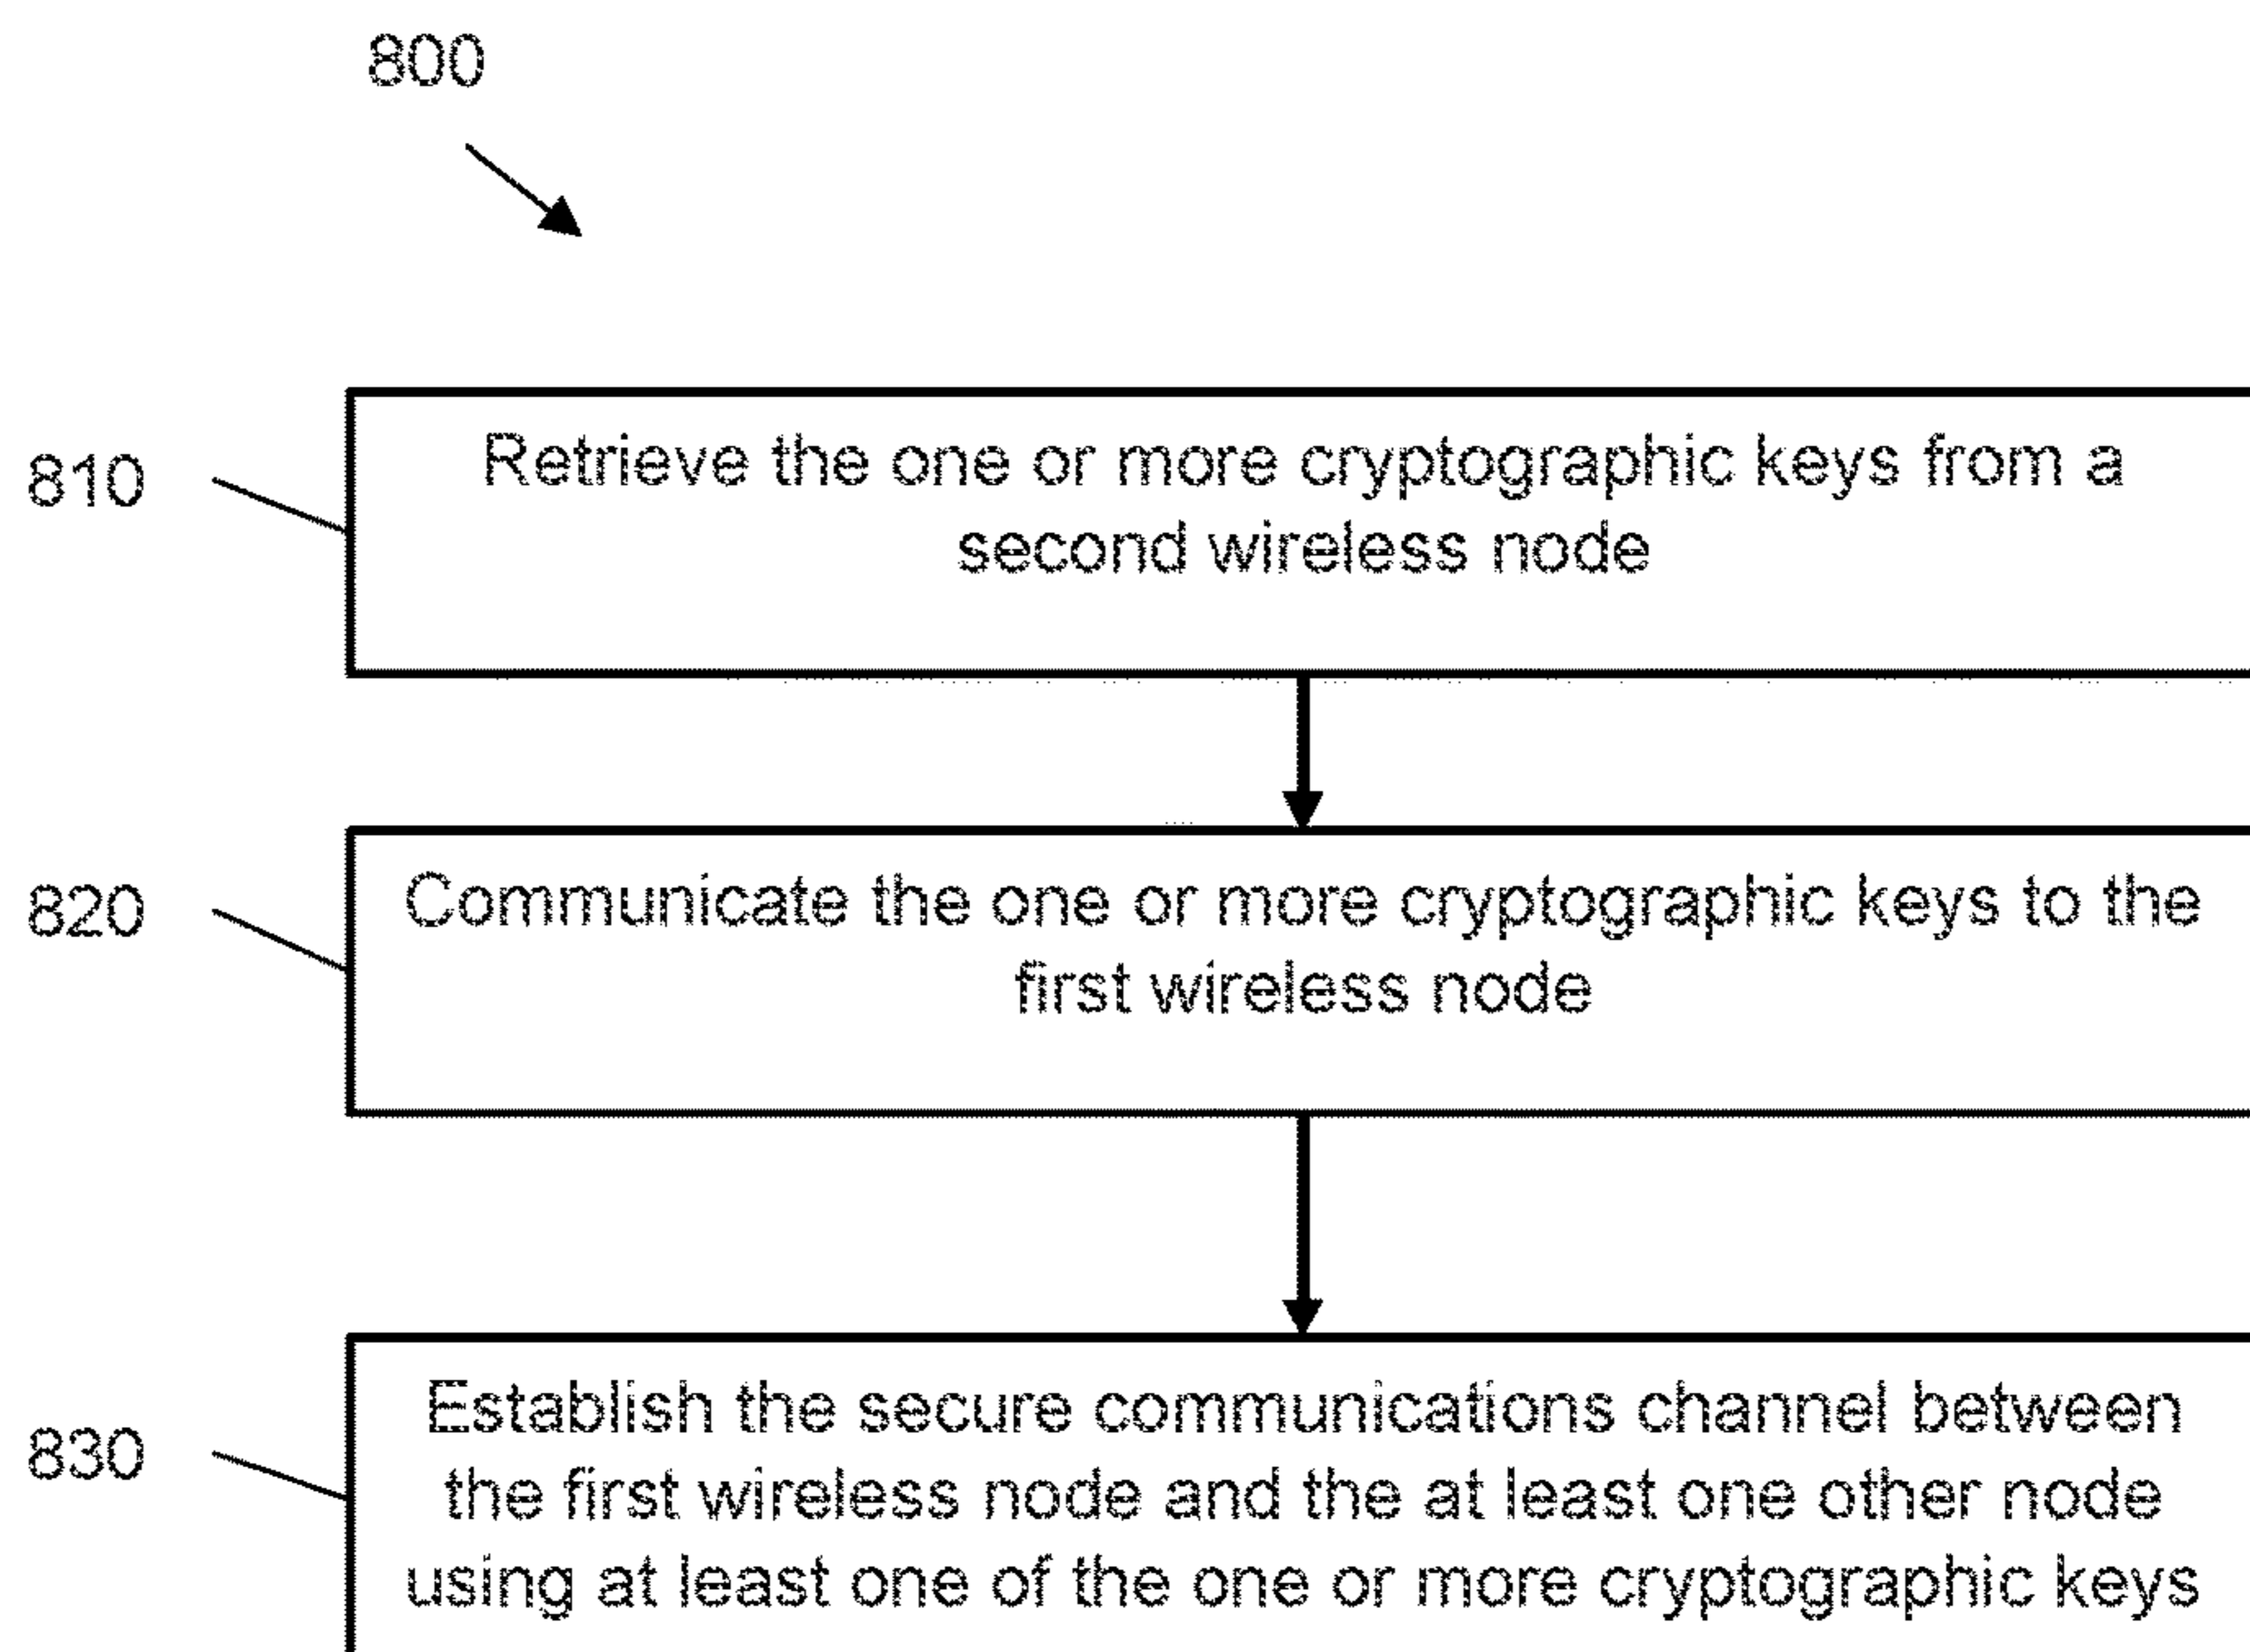 800
810
Retrieve the one or more cryptographic keys from a
second wireless node
820
Communicate the one or more cryptographic keys to the
first wireless node
830
Establish the secure communications channel between
the first wireless node and the at least one other node
using at least one of the one or more cryptographic keys